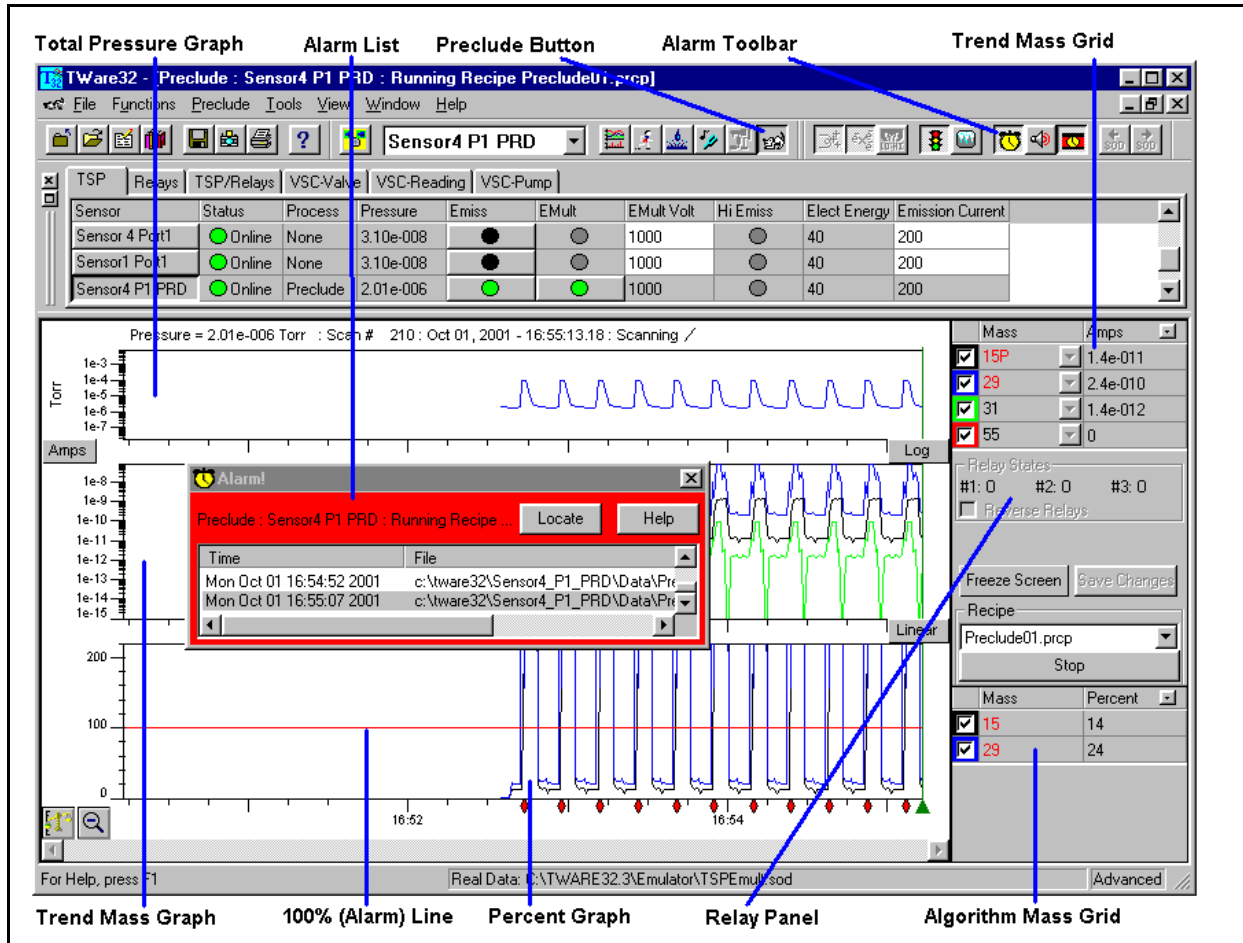 Total Pressure Graph Alarm List Preclude Button Alarm Toolbar Trend Mass Grid
TWare32 - [Preclude : Sensor4 P1 PRD : Running Recipe Preclude01.prcp]
File Functions Preclude Tools View Window Help
? Sensor4 P1 PRD SOD SOD
TSP Relays TSP/Relays VSC-Valve VSC-Reading VSC-Pump
Sensor Status Process Pressure Emiss EMult EMult Volt Hi Emiss Elect Energy Emission Current
Sensor 4 Port1 Online None 3.10e-008 1000 40 200
Sensor1 Port1 Online None 3.10e-008 1000 40 200
Sensor4 P1 PRD Online Preclude 2.01e-006 1000 40 200
Pressure = 2.01e-006 Torr : Scan # 210 : Oct 01, 2001 - 16:55:13.18 : Scanning /
Torr
1e-3
1e-4
1e-5
1e-6
1e-7
Amps
Log
1e-8
1e-9
1e-10
1e-11
1e-12
1e-13
1e-14
1e-15
Linear
Alarm!
Preclude : Sensor4 P1 PRD : Running Recipe ... Locate Help
Time File
Mon Oct 01 16:54:52 2001 c:\tware32\Sensor4_P1_PRD\Data\Pre
Mon Oct 01 16:55:07 2001 c:\tware32\Sensor4_P1_PRD\Data\Pre
200
100
0
16:52 16:54
Mass Amps
15P 1.4e-011
29 2.4e-010
31 1.4e-012
55 0
Relay States
#1: 0 #2: 0 #3: 0
Reverse Relays
Freeze Screen Save Changes
Recipe
Preclude01.prcp
Stop
Mass Percent
15 14
29 24
For Help, press F1 Real Data: C:\TWARE32.3\Emulator\TSPEmult.sod Advanced
Trend Mass Graph 100% (Alarm) Line Percent Graph Relay Panel Algorithm Mass Grid